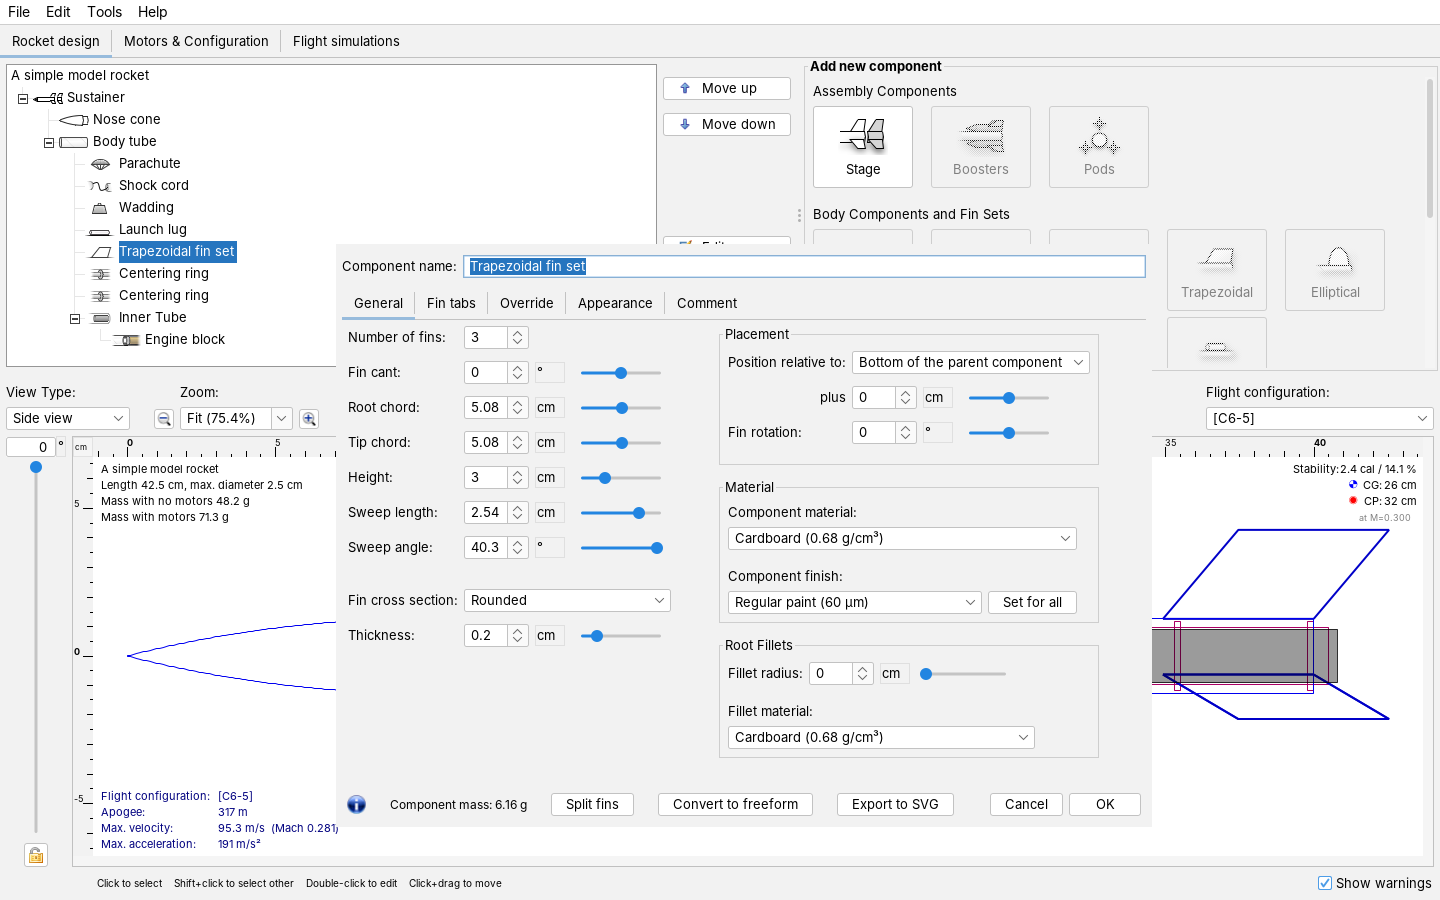 File Edit Tools Help
Rocket design Motors & Configuration Flight simulations
A simple model rocket
Sustainer
Nose cone
Body tube
Parachute
Shock cord
Wadding
Launch lug
Trapezoidal fin set
Centering ring
Centering ring
Inner Tube
Engine block
Move up
Move down
Add new component
Assembly Components
Stage Boosters Pods
Body Components and Fin Sets
Trapezoidal Elliptical
Component name: Trapezoidal fin set
General Fin tabs Override Appearance Comment
Number of fins: 3
Fin cant: 0 °
Root chord: 5.08 cm
Tip chord: 5.08 cm
Height: 3 cm
Sweep length: 2.54 cm
Sweep angle: 40.3 °
Fin cross section: Rounded
Thickness: 0.2 cm
Placement
Position relative to: Bottom of the parent component
plus 0 cm
Fin rotation: 0 °
Material
Component material:
Cardboard (0.68 g/cm³)
Component finish:
Regular paint (60 µm) Set for all
Root Fillets
Fillet radius: 0 cm
Fillet material:
Cardboard (0.68 g/cm³)
Component mass: 6.16 g Split fins Convert to freeform Export to SVG Cancel OK
View Type: Zoom:
Side view Fit (75.4%)
Flight configuration:
[C6-5]
0 °
cm 0 5 35 40
5
0
-5
A simple model rocket
Length 42.5 cm, max. diameter 2.5 cm
Mass with no motors 48.2 g
Mass with motors 71.3 g
Stability: 2.4 cal / 14.1 %
CG: 26 cm
CP: 32 cm
at M=0.300
Flight configuration: [C6-5]
Apogee: 317 m
Max. velocity: 95.3 m/s (Mach 0.281)
Max. acceleration: 191 m/s²
Click to select Shift+click to select other Double-click to edit Click+drag to move
Show warnings